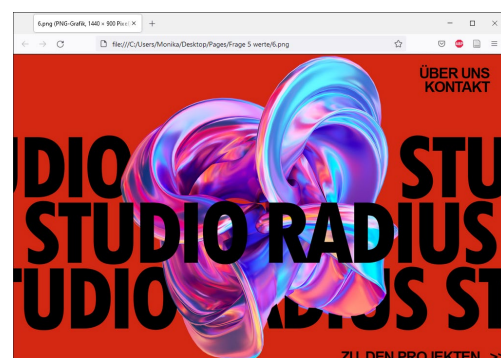 6.png (PNG-Grafik, 1440 × 900 Pixel
file:///C:/Users/Monika/Desktop/Pages/Frage 5 werte/6.png
ÜBER UNS
KONTAKT
UDIO STU
STUDIO RADIUS
TUDIO RADIUS ST
ZU DEN PROJEKTEN >>